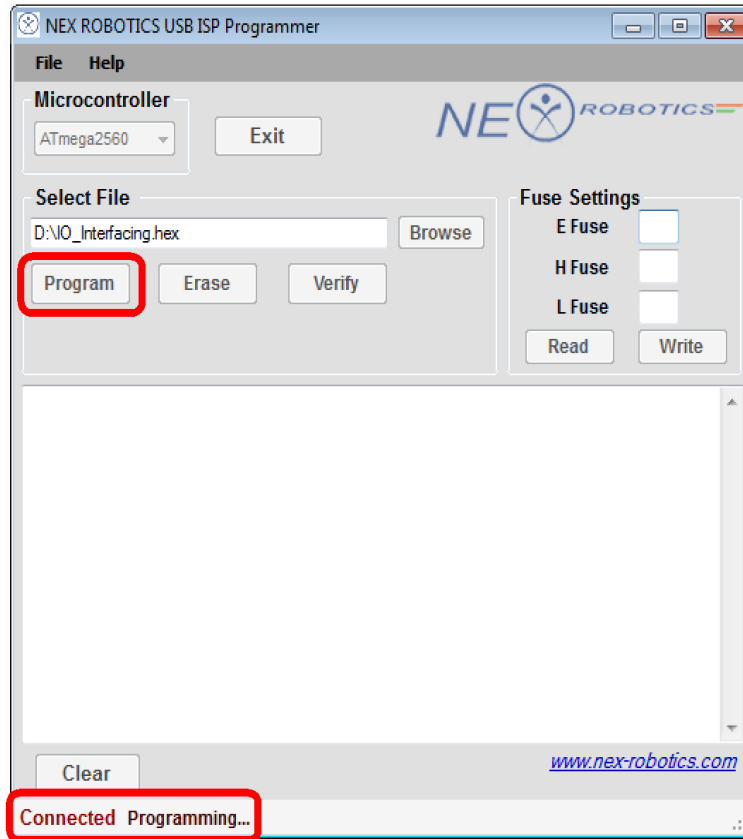 NEX ROBOTICS USB ISP Programmer
File Help
Microcontroller
ATmega2560
Exit
NEX ROBOTICS
Select File
D:\IO_Interfacing.hex
Browse
Program
Erase
Verify
Fuse Settings
E Fuse
H Fuse
L Fuse
Read
Write
Clear
www.nex-robotics.com
Connected Programming...